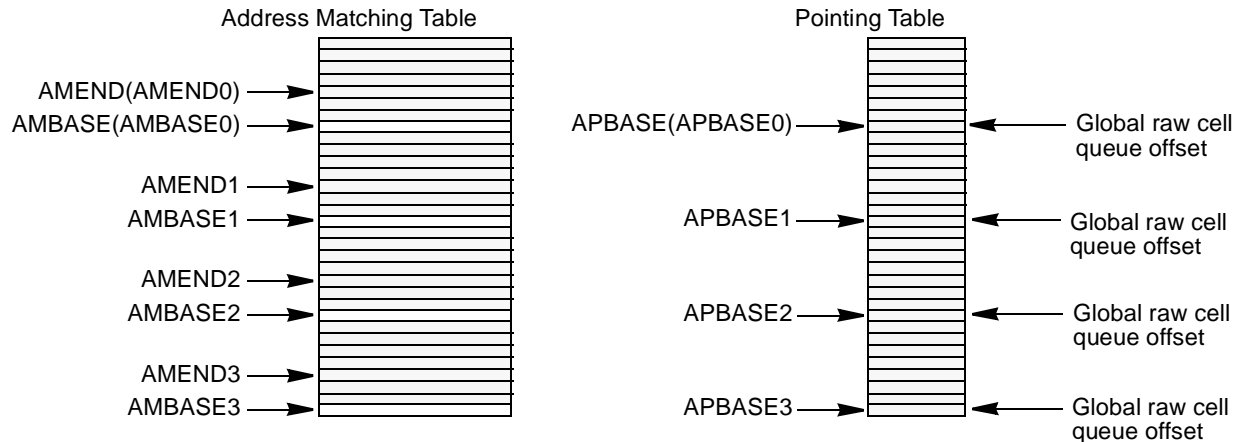 Address Matching Table
AMEND(AMEND0)
AMBASE(AMBASE0)
AMEND1
AMBASE1
AMEND2
AMBASE2
AMEND3
AMBASE3
Pointing Table
APBASE(APBASE0)
APBASE1
APBASE2
APBASE3
Global raw cell
queue offset
Global raw cell
queue offset
Global raw cell
queue offset
Global raw cell
queue offset